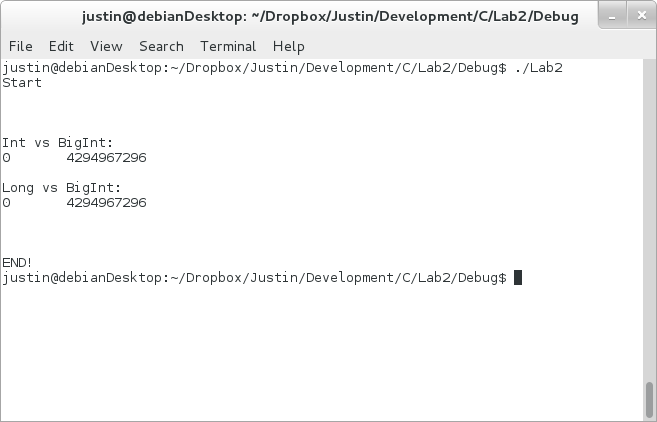 justin@debianDesktop: ~/Dropbox/Justin/Development/C/Lab2/Debug
File Edit View Search Terminal Help
justin@debianDesktop:~/Dropbox/Justin/Development/C/Lab2/Debug$ ./Lab2
Start
Int vs BigInt:
0 4294967296
Long vs BigInt:
0 4294967296
END!
justin@debianDesktop:~/Dropbox/Justin/Development/C/Lab2/Debug$